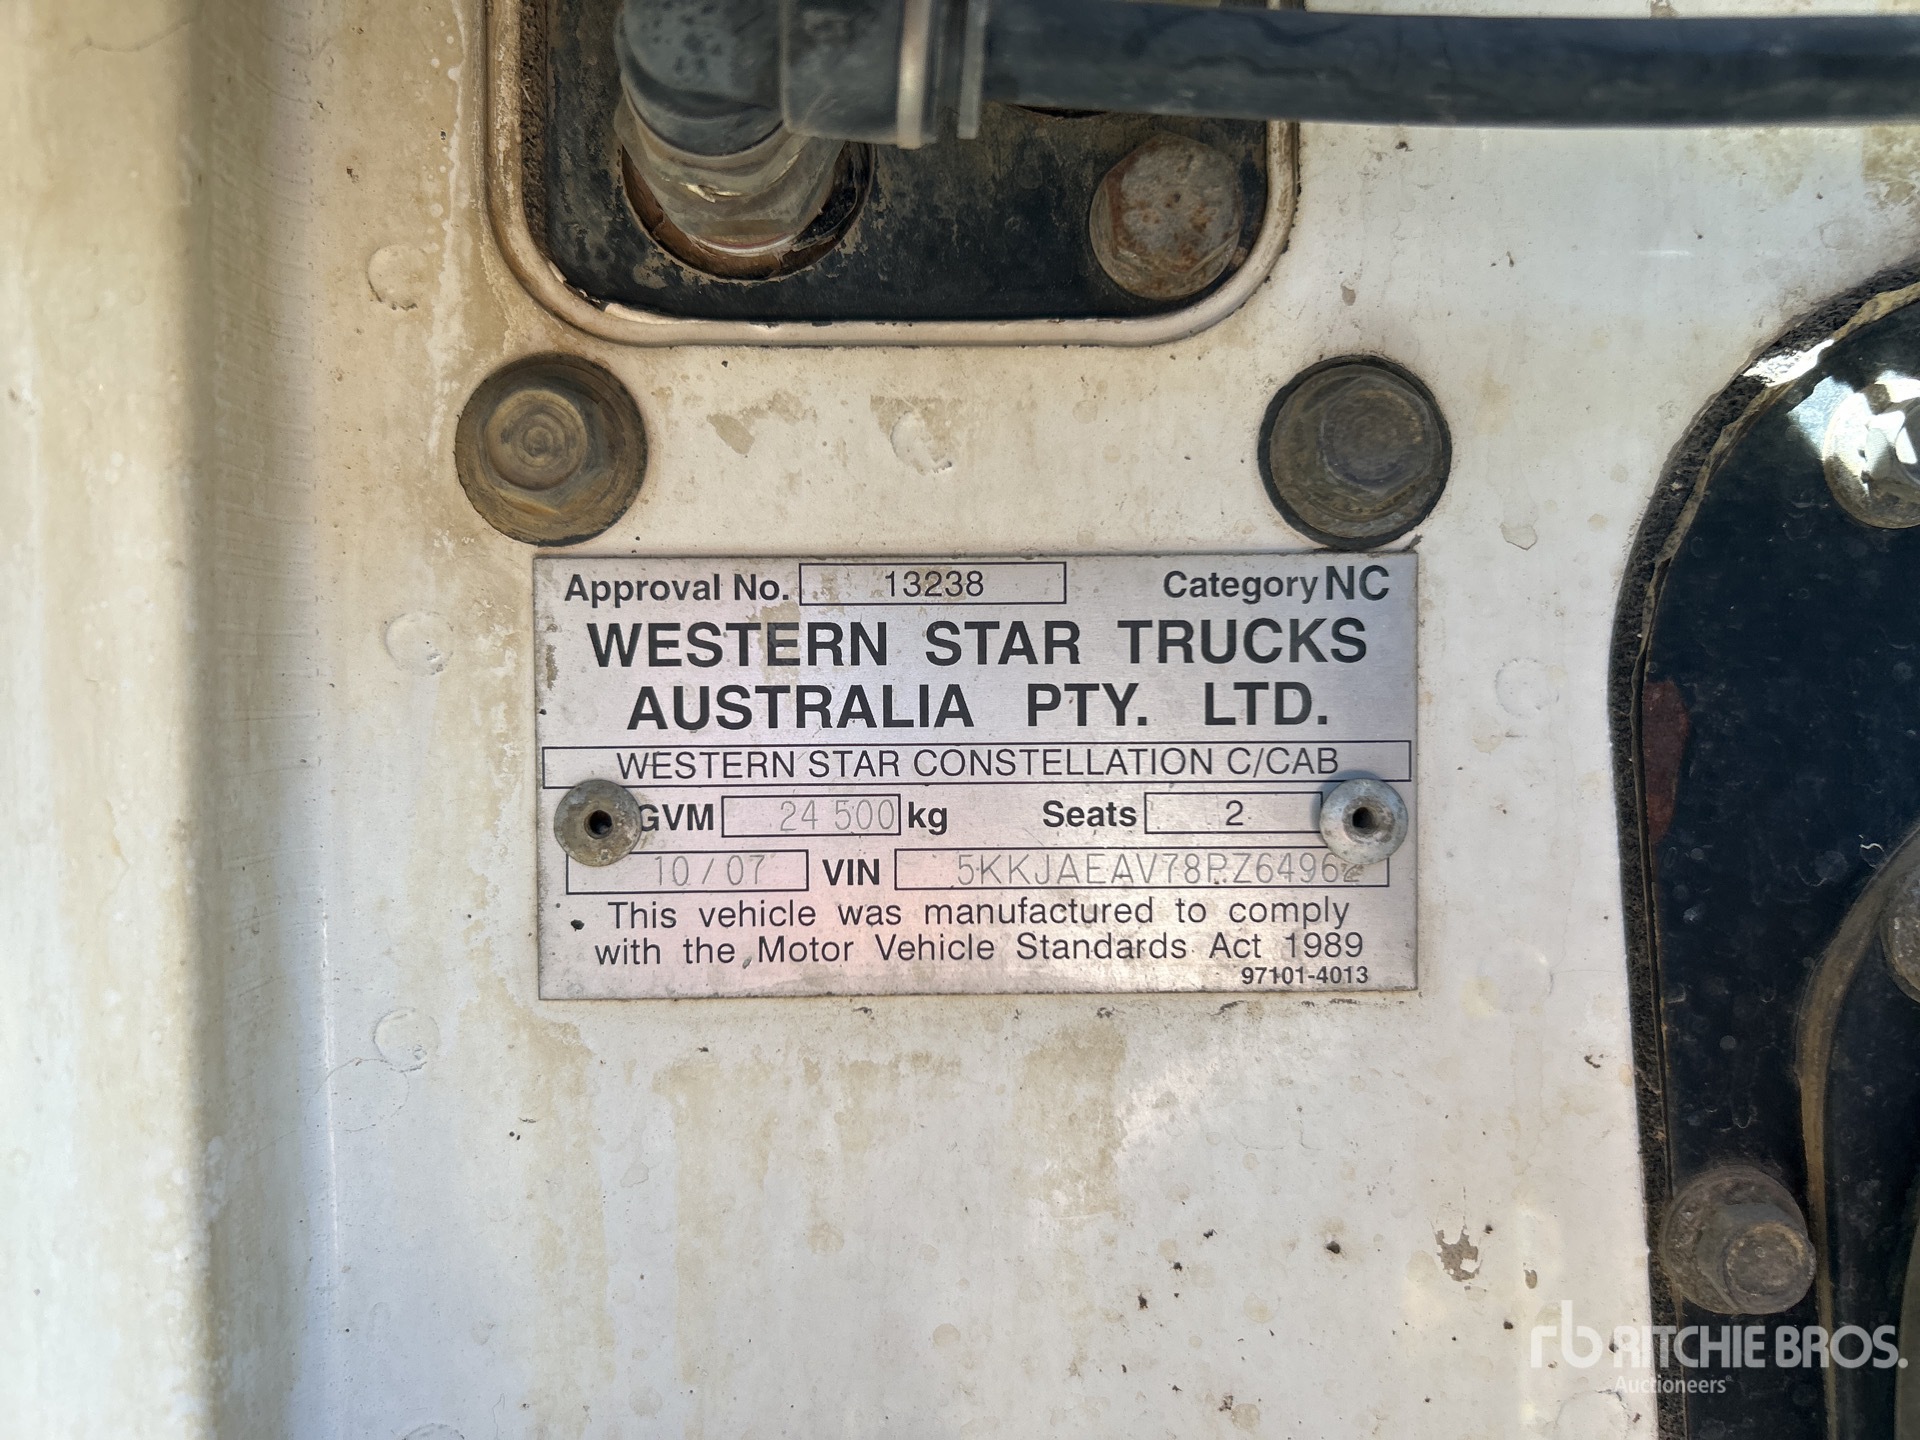 Approval No. 13238 Category NC
WESTERN STAR TRUCKS
AUSTRALIA PTY. LTD.
WESTERN STAR CONSTELLATION C/CAB
GVM 24 500 kg Seats 2
10/07 VIN 5KKJAEAV78PZ64962
This vehicle was manufactured to comply
with the Motor Vehicle Standards Act 1989
97101-4013
rb RITCHIE BROS.
Auctioneers